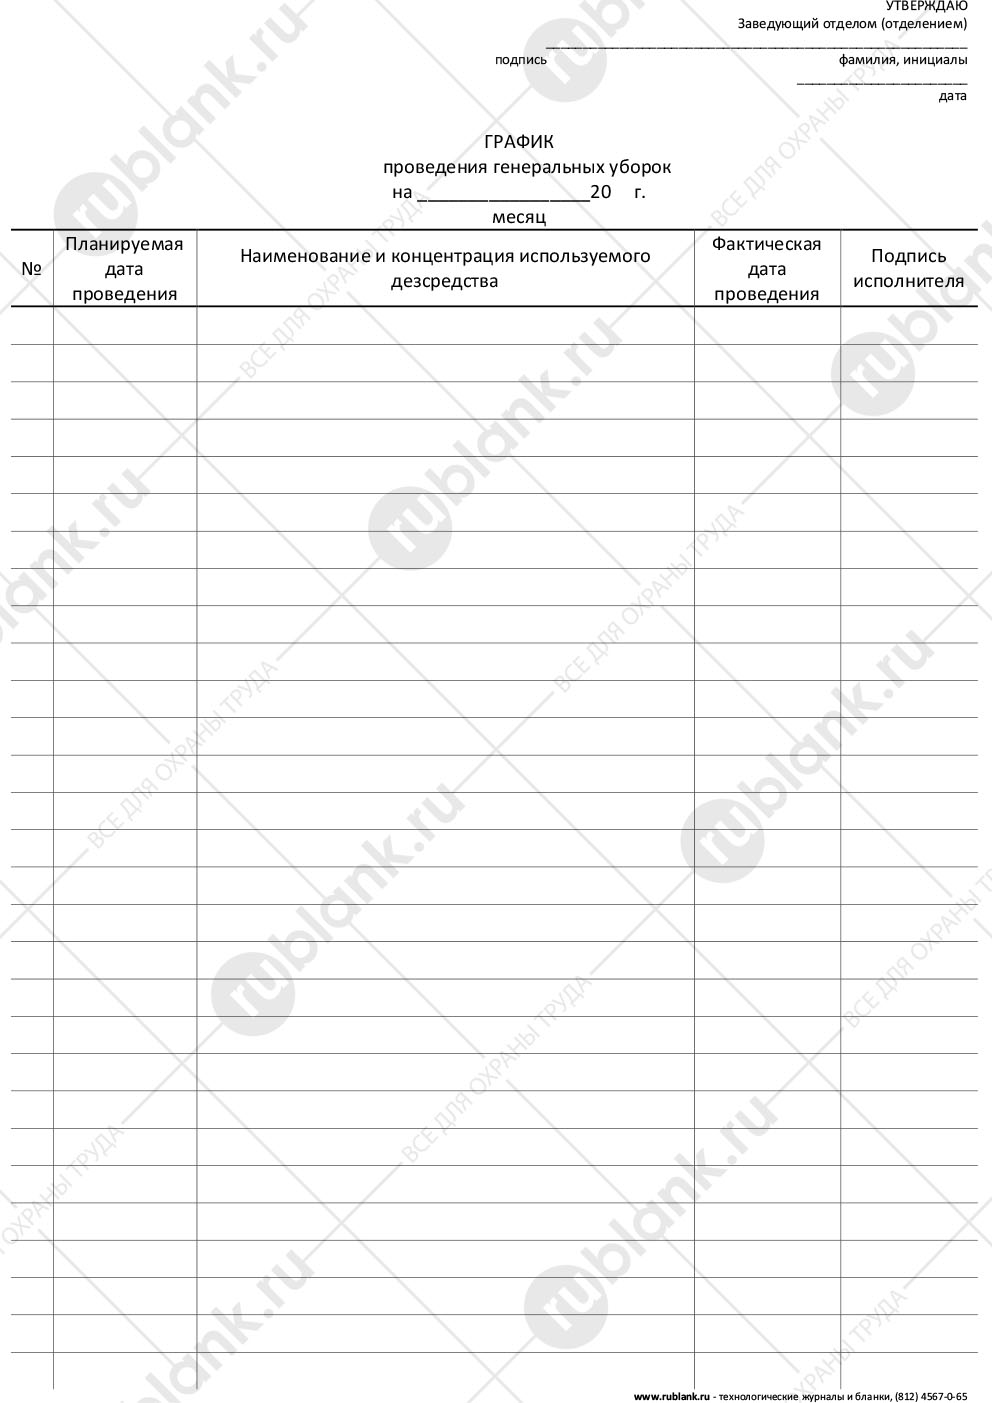 УТВЕРЖДАЮ
Заведующий отделом (отделением)
подпись фамилия, инициалы
дата
ГРАФИК
проведения генеральных уборок
на _________________20 г.
месяц
№ Планируемая дата проведения Наименование и концентрация используемого дезсредства Фактическая дата проведения Подпись исполнителя
www.rublank.ru - технологические журналы и бланки, (812) 4567-0-65
rublank.ru
ВСЕ ДЛЯ ОХРАНЫ ТРУДА